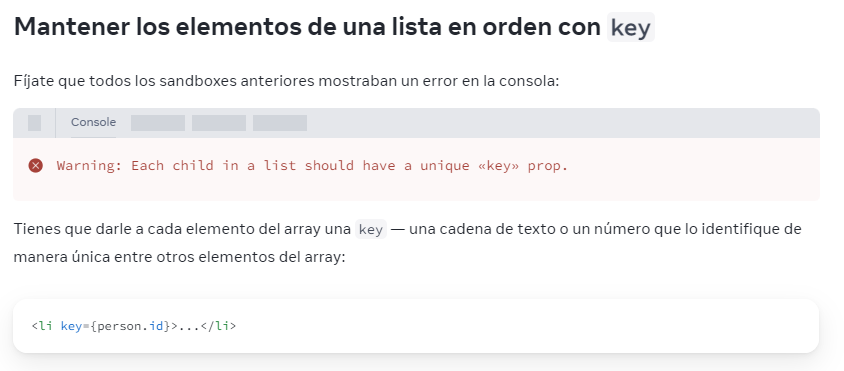 Mantener los elementos de una lista en orden con key
Fíjate que todos los sandboxes anteriores mostraban un error en la consola:
Console
Warning: Each child in a list should have a unique «key» prop.
Tienes que darle a cada elemento del array una key — una cadena de texto o un número que lo identifique de
manera única entre otros elementos del array:
<li key={person.id}>...</li>